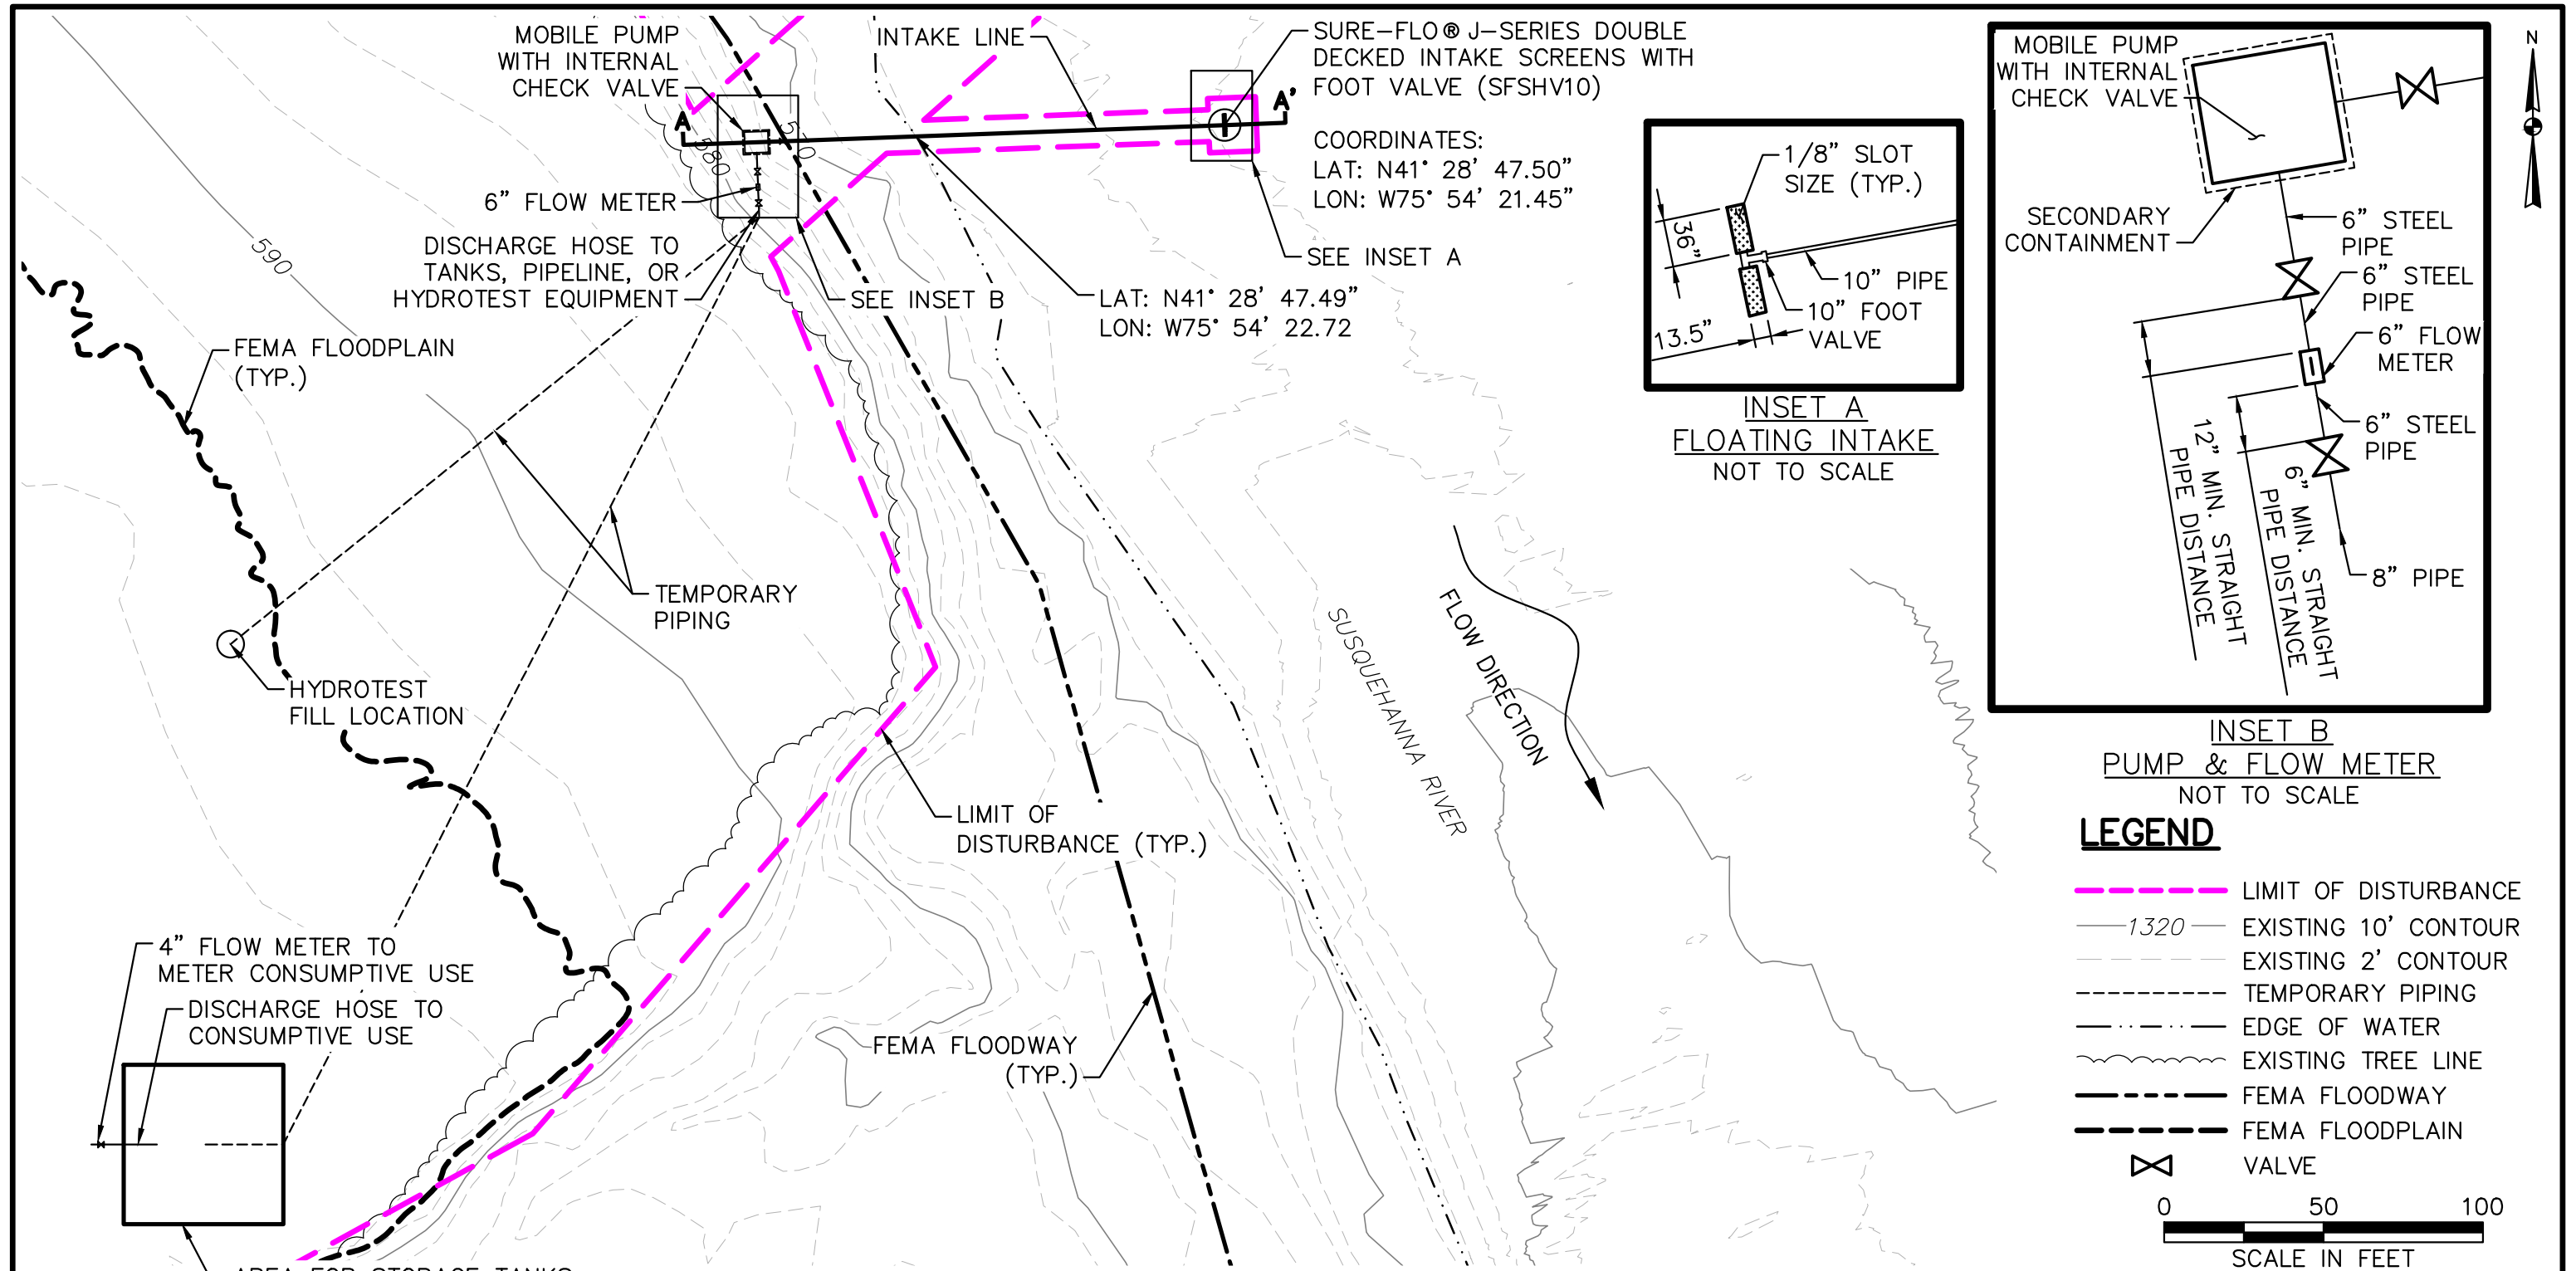 MOBILE PUMP
WITH INTERNAL
CHECK VALVE
INTAKE LINE
SURE-FLO® J-SERIES DOUBLE
DECKED INTAKE SCREENS WITH
FOOT VALVE (SFSHV10)
COORDINATES:
LAT: N41° 28' 47.50"
LON: W75° 54' 21.45"
A
A'
580
570
590
6" FLOW METER
DISCHARGE HOSE TO
TANKS, PIPELINE, OR
HYDROTEST EQUIPMENT
SEE INSET B
SEE INSET A
LAT: N41° 28' 47.49"
LON: W75° 54' 22.72
FEMA FLOODPLAIN
(TYP.)
TEMPORARY
PIPING
HYDROTEST
FILL LOCATION
LIMIT OF
DISTURBANCE (TYP.)
SUSQUEHANNA RIVER
FLOW DIRECTION
4" FLOW METER TO
METER CONSUMPTIVE USE
DISCHARGE HOSE TO
CONSUMPTIVE USE
FEMA FLOODWAY
(TYP.)
AREA FOR STORAGE TANKS
1/8" SLOT
SIZE (TYP.)
36"
10" PIPE
10" FOOT
VALVE
13.5"
INSET A
FLOATING INTAKE
NOT TO SCALE
MOBILE PUMP
WITH INTERNAL
CHECK VALVE
SECONDARY
CONTAINMENT
6" STEEL
PIPE
6" STEEL
PIPE
6" FLOW
METER
6" STEEL
PIPE
12" MIN. STRAIGHT
PIPE DISTANCE
6" MIN. STRAIGHT
PIPE DISTANCE
8" PIPE
INSET B
PUMP & FLOW METER
NOT TO SCALE
N
LEGEND
LIMIT OF DISTURBANCE
1320
EXISTING 10' CONTOUR
EXISTING 2' CONTOUR
TEMPORARY PIPING
EDGE OF WATER
EXISTING TREE LINE
FEMA FLOODWAY
FEMA FLOODPLAIN
VALVE
0 50 100
SCALE IN FEET